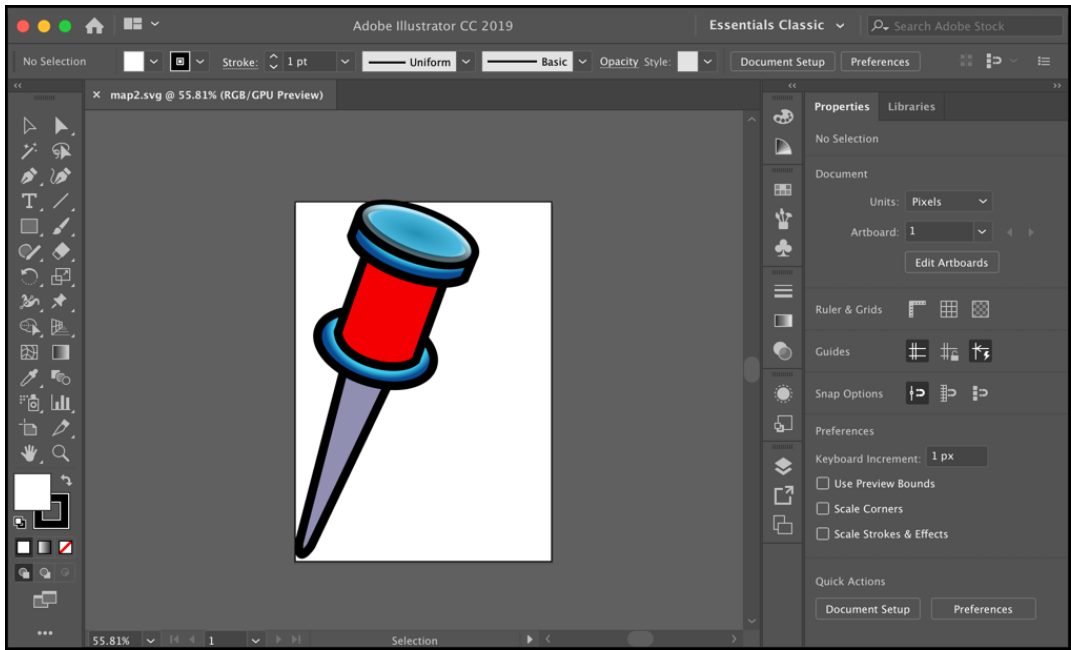 Adobe Illustrator CC 2019
Essentials Classic
Search Adobe Stock
No Selection
Stroke:
1 pt
Uniform
Basic
Opacity
Style:
Document Setup
Preferences
× map2.svg @ 55.81% (RGB/GPU Preview)
T
Properties
Libraries
No Selection
Document
Units: Pixels
Artboard: 1
Edit Artboards
Ruler & Grids
Guides
Snap Options
Preferences
Keyboard Increment: 1 px
Use Preview Bounds
Scale Corners
Scale Strokes & Effects
Quick Actions
Document Setup
Preferences
55.81%
1
Selection